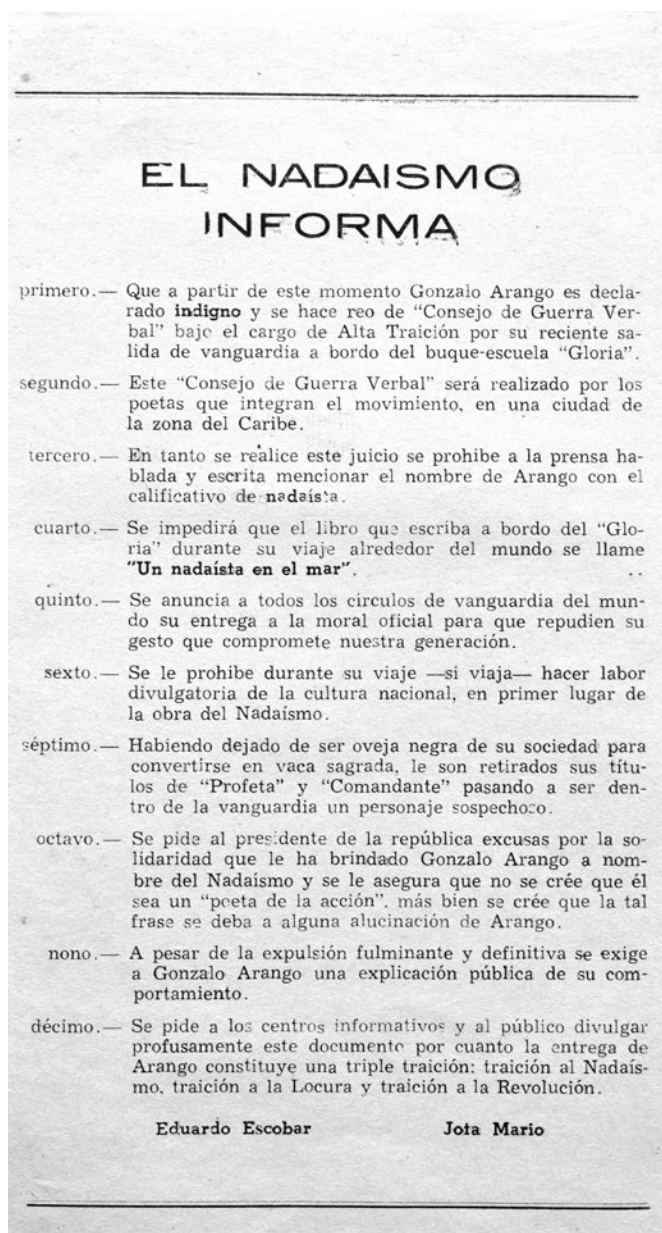 EL NADAISMO
INFORMA
primero.— Que a partir de este momento Gonzalo Arango es decla-
rado indigno y se hace reo de “Consejo de Guerra Ver-
bal” bajo el cargo de Alta Traición por su reciente sa-
lida de vanguardia a bordo del buque-escuela “Gloria”.
segundo.— Este “Consejo de Guerra Verbal” será realizado por los
poetas que integran el movimiento, en una ciudad de
la zona del Caribe.
tercero.— En tanto se realice este juicio se prohibe a la prensa ha-
blada y escrita mencionar el nombre de Arango con el
calificativo de nadaísta.
cuarto.— Se impedirá que el libro que escriba a bordo del “Glo-
ria” durante su viaje alrededor del mundo se llame
“Un nadaísta en el mar”.
quinto.— Se anuncia a todos los círculos de vanguardia del mun-
do su entrega a la moral oficial para que repudien su
gesto que compromete nuestra generación.
sexto.— Se le prohibe durante su viaje —si viaja— hacer labor
divulgatoria de la cultura nacional, en primer lugar de
la obra del Nadaísmo.
séptimo.— Habiendo dejado de ser oveja negra de su sociedad para
convertirse en vaca sagrada, le son retirados sus títu-
los de “Profeta” y “Comandante” pasando a ser den-
tro de la vanguardia un personaje sospechoso.
octavo.— Se pide al presidente de la república excusas por la so-
lidaridad que le ha brindado Gonzalo Arango a nom-
bre del Nadaísmo y se le asegura que no se crée que él
sea un “poeta de la acción”. más bien se crée que la tal
frase se deba a alguna alucinación de Arango.
nono.— A pesar de la expulsión fulminante y definitiva se exige
a Gonzalo Arango una explicación pública de su com-
portamiento.
décimo.— Se pide a los centros informativos y al público divulgar
profusamente este documento por cuanto la entrega de
Arango constituye una triple traición: traición al Nadaís-
mo, traición a la Locura y traición a la Revolución.
Eduardo Escobar Jota Mario